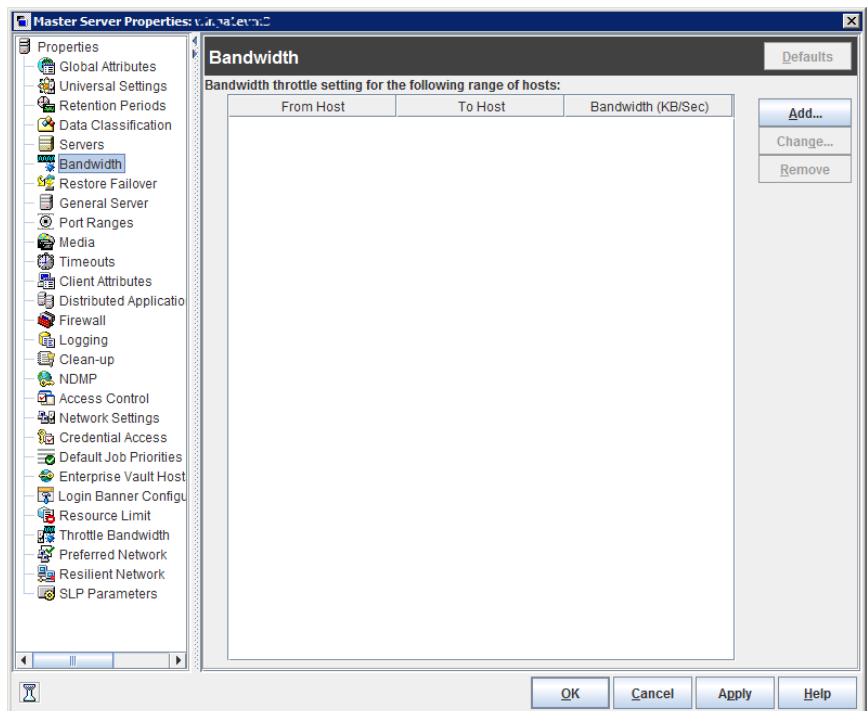 Master Server Properties:
Properties
Global Attributes
Universal Settings
Retention Periods
Data Classification
Servers
Bandwidth
Restore Failover
General Server
Port Ranges
Media
Timeouts
Client Attributes
Distributed Applicatio
Firewall
Logging
Clean-up
NDMP
Access Control
Network Settings
Credential Access
Default Job Priorities
Enterprise Vault Host
Login Banner Configu
Resource Limit
Throttle Bandwidth
Preferred Network
Resilient Network
SLP Parameters
Bandwidth
Defaults
Bandwidth throttle setting for the following range of hosts:
From Host To Host Bandwidth (KB/Sec)
Add...
Change...
Remove
OK Cancel Apply Help